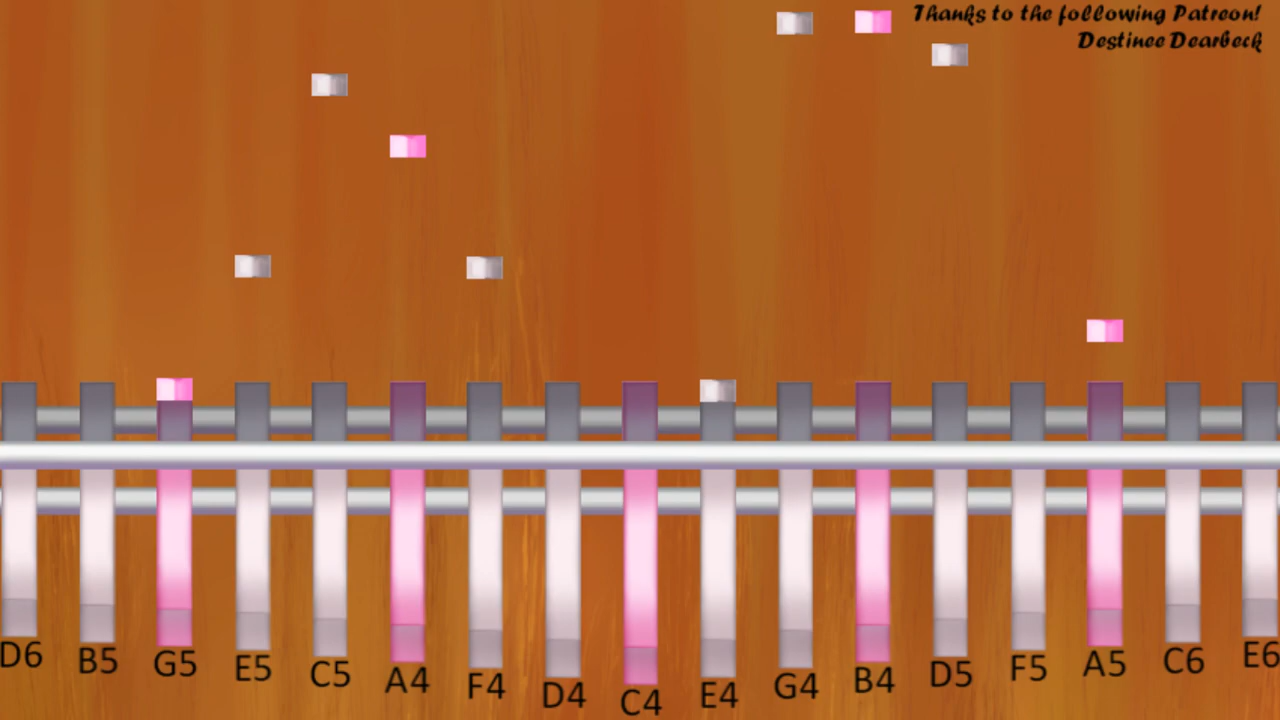 Thanks to the following Patreon!
Destinee Dearbeck
D6 B5 G5 E5 C5 A4 F4 D4 C4 E4 G4 B4 D5 F5 A5 C6 E6